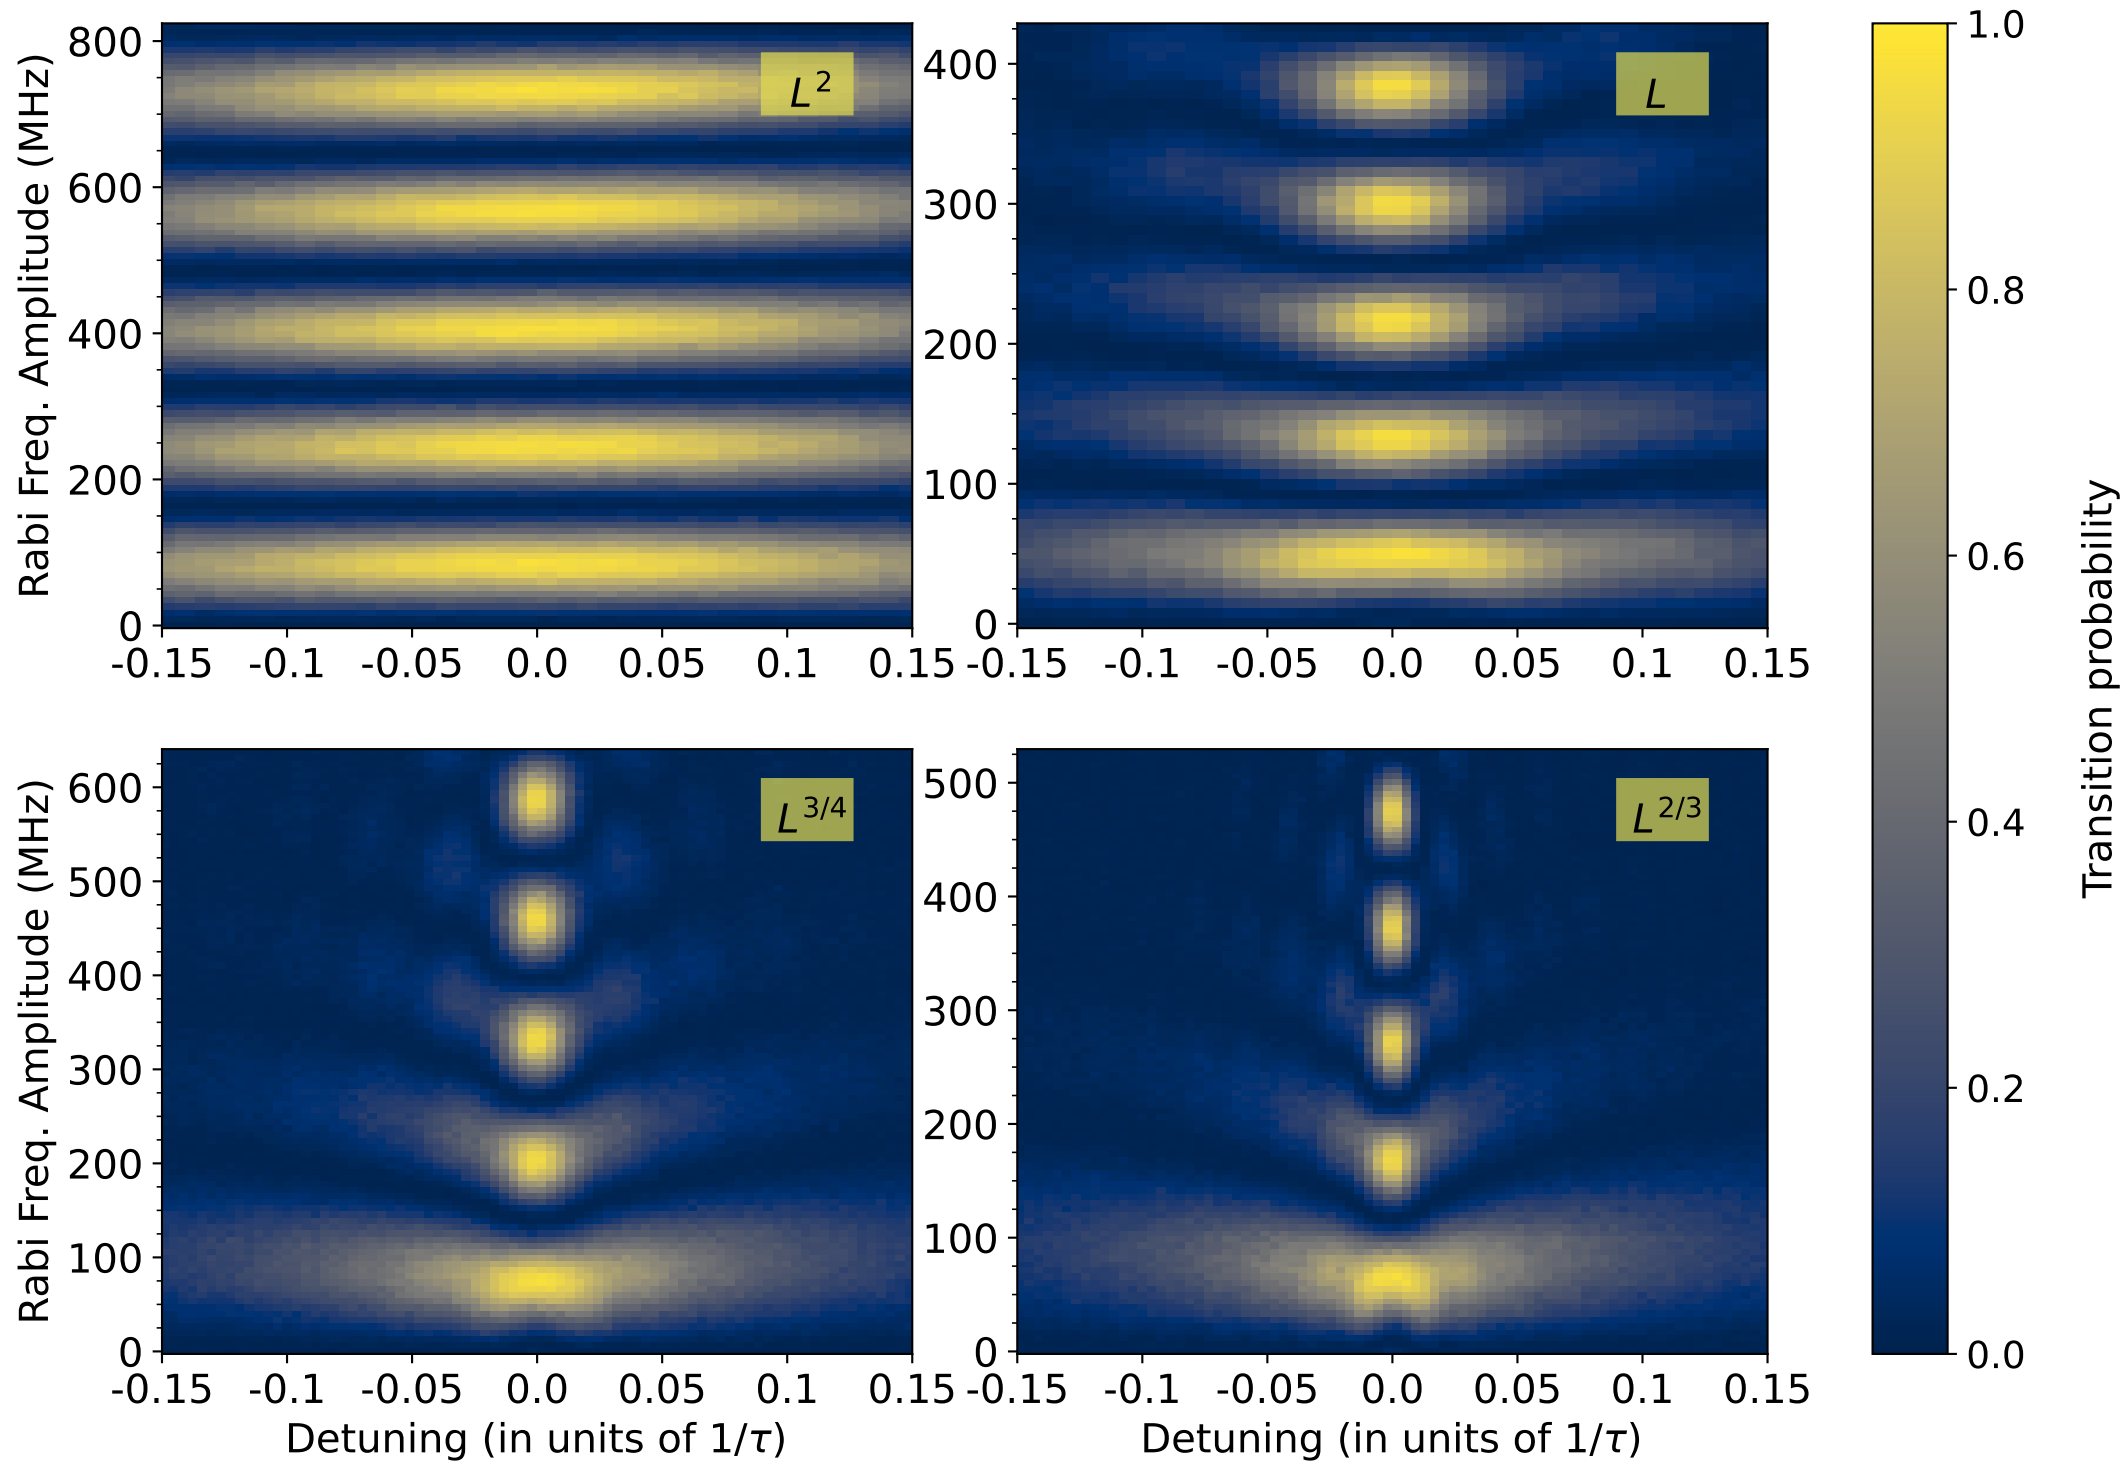 Rabi Freq. Amplitude (MHz)
800
600
400
200
0
-0.15 -0.1 -0.05 0.0 0.05 0.1 0.15
L²
400
300
200
100
0
-0.15 -0.1 -0.05 0.0 0.05 0.1 0.15
L
Rabi Freq. Amplitude (MHz)
600
500
400
300
200
100
0
-0.15 -0.1 -0.05 0.0 0.05 0.1 0.15
Detuning (in units of 1/τ)
L^3/4
500
400
300
200
100
0
-0.15 -0.1 -0.05 0.0 0.05 0.1 0.15
Detuning (in units of 1/τ)
L^2/3
1.0
0.8
0.6
0.4
0.2
0.0
Transition probability